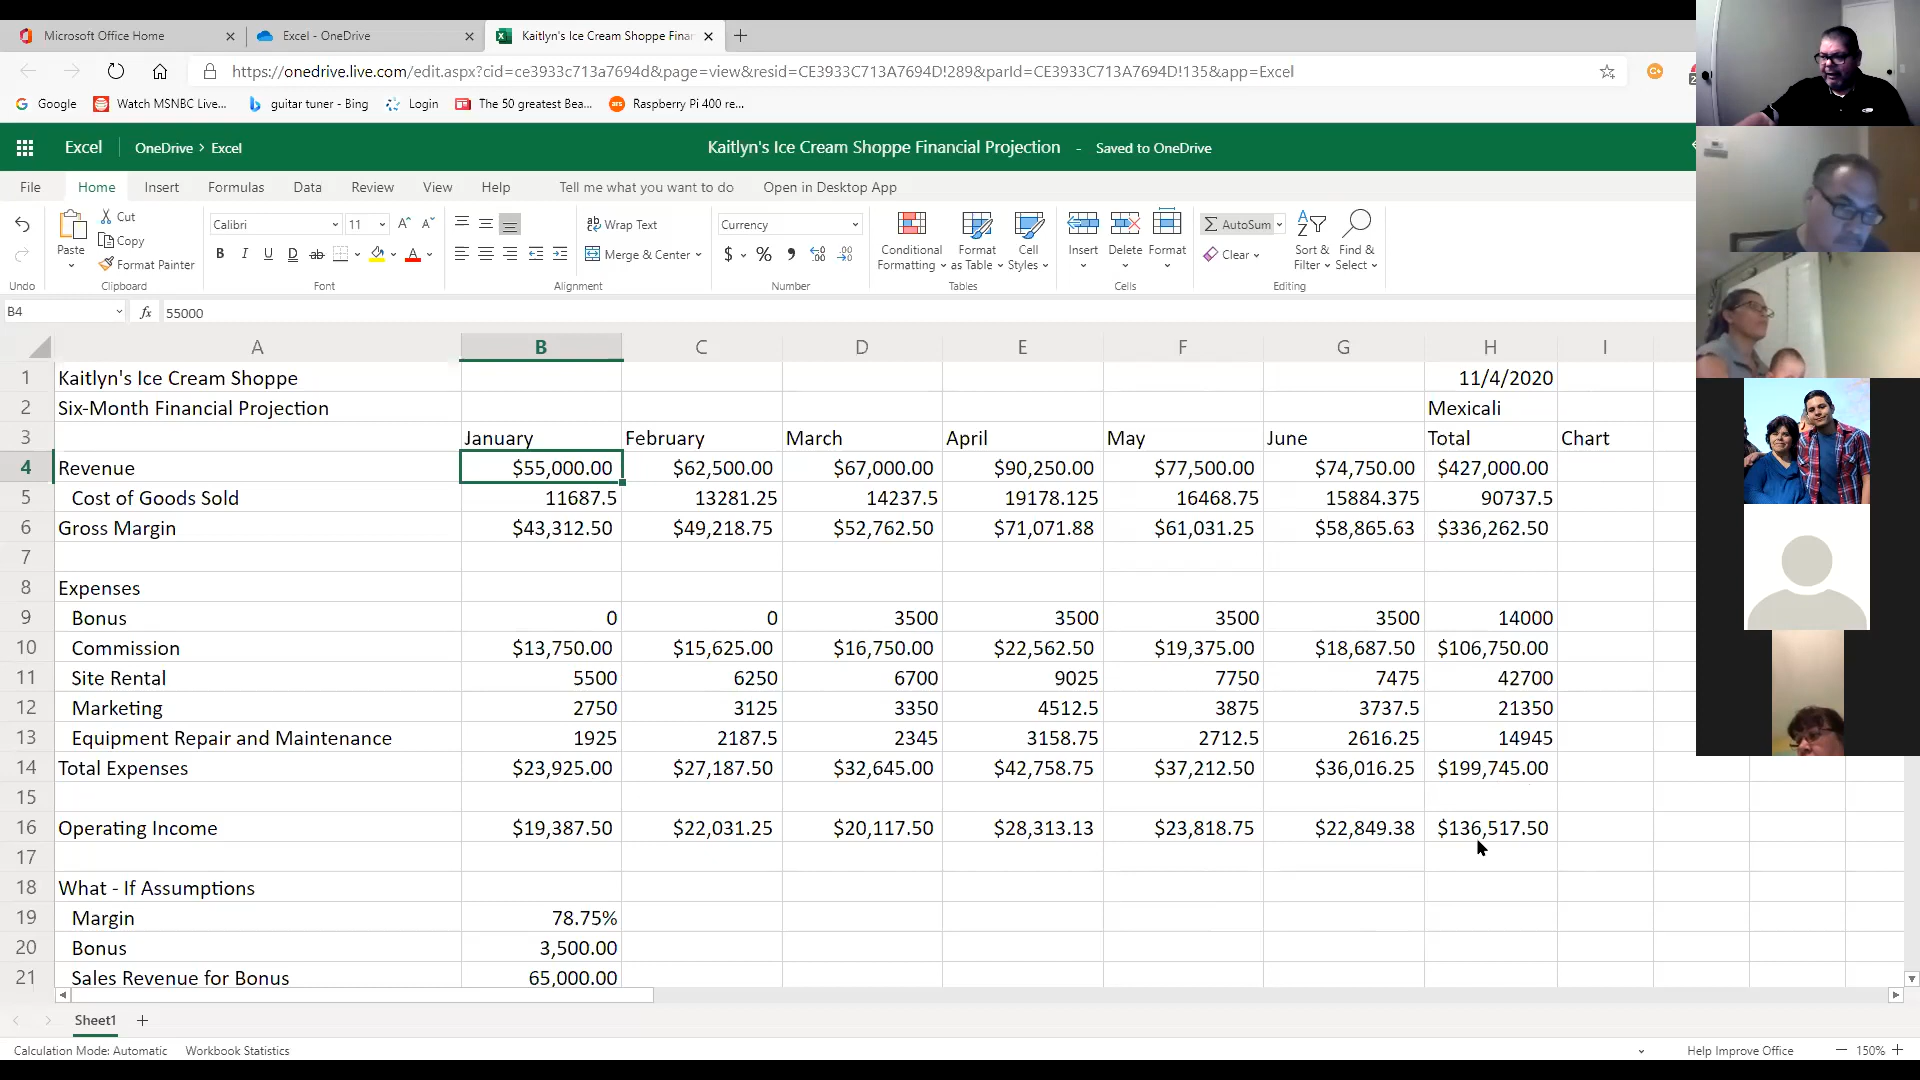 Microsoft Office Home
Excel - OneDrive
Kaitlyn's Ice Cream Shoppe Finan
https://onedrive.live.com/edit.aspx?cid=ce3933c713a7694d&page=view&resid=CE3933C713A7694D!289&parId=CE3933C713A7694D!135&app=Excel
Google Watch MSNBC Live... guitar tuner - Bing Login The 50 greatest Bea... Raspberry Pi 400 re...
Excel OneDrive > Excel Kaitlyn's Ice Cream Shoppe Financial Projection - Saved to OneDrive
File Home Insert Formulas Data Review View Help Tell me what you want to do Open in Desktop App
Paste Cut Copy Format Painter
Calibri 11
B I U D ab A
Wrap Text
Merge & Center
Currency
$ % 9 .00
Conditional Formatting Format as Table Cell Styles
Insert Delete Format
AutoSum
Clear
Sort & Filter Find & Select
Undo Clipboard Font Alignment Number Tables Cells Editing
B4 fx 55000
A B C D E F G H I
1 Kaitlyn's Ice Cream Shoppe 11/4/2020
2 Six-Month Financial Projection Mexicali
3 January February March April May June Total Chart
4 Revenue $55,000.00 $62,500.00 $67,000.00 $90,250.00 $77,500.00 $74,750.00 $427,000.00
5 Cost of Goods Sold 11687.5 13281.25 14237.5 19178.125 16468.75 15884.375 90737.5
6 Gross Margin $43,312.50 $49,218.75 $52,762.50 $71,071.88 $61,031.25 $58,865.63 $336,262.50
7
8 Expenses
9 Bonus 0 0 3500 3500 3500 3500 14000
10 Commission $13,750.00 $15,625.00 $16,750.00 $22,562.50 $19,375.00 $18,687.50 $106,750.00
11 Site Rental 5500 6250 6700 9025 7750 7475 42700
12 Marketing 2750 3125 3350 4512.5 3875 3737.5 21350
13 Equipment Repair and Maintenance 1925 2187.5 2345 3158.75 2712.5 2616.25 14945
14 Total Expenses $23,925.00 $27,187.50 $32,645.00 $42,758.75 $37,212.50 $36,016.25 $199,745.00
15
16 Operating Income $19,387.50 $22,031.25 $20,117.50 $28,313.13 $23,818.75 $22,849.38 $136,517.50
17
18 What - If Assumptions
19 Margin 78.75%
20 Bonus 3,500.00
21 Sales Revenue for Bonus 65,000.00
Sheet1
Calculation Mode: Automatic Workbook Statistics Help Improve Office 150%